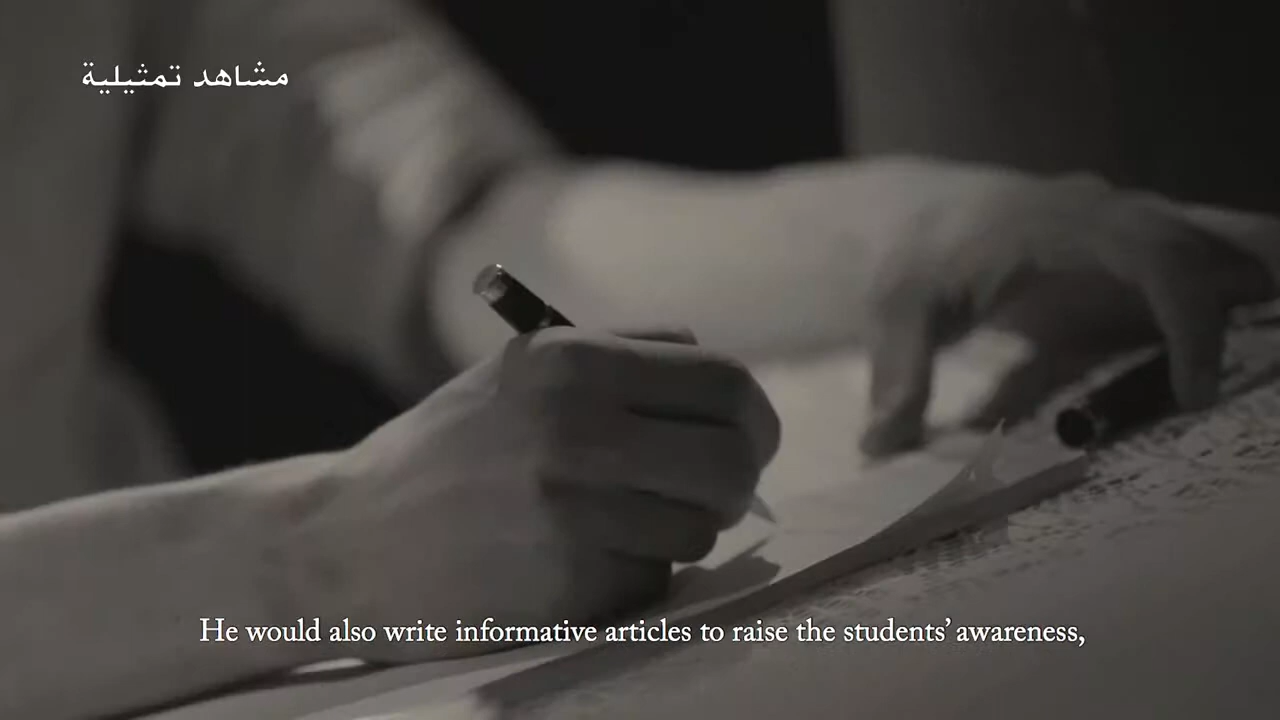 مشاهد تمثيلية
He would also write informative articles to raise the students’ awareness,